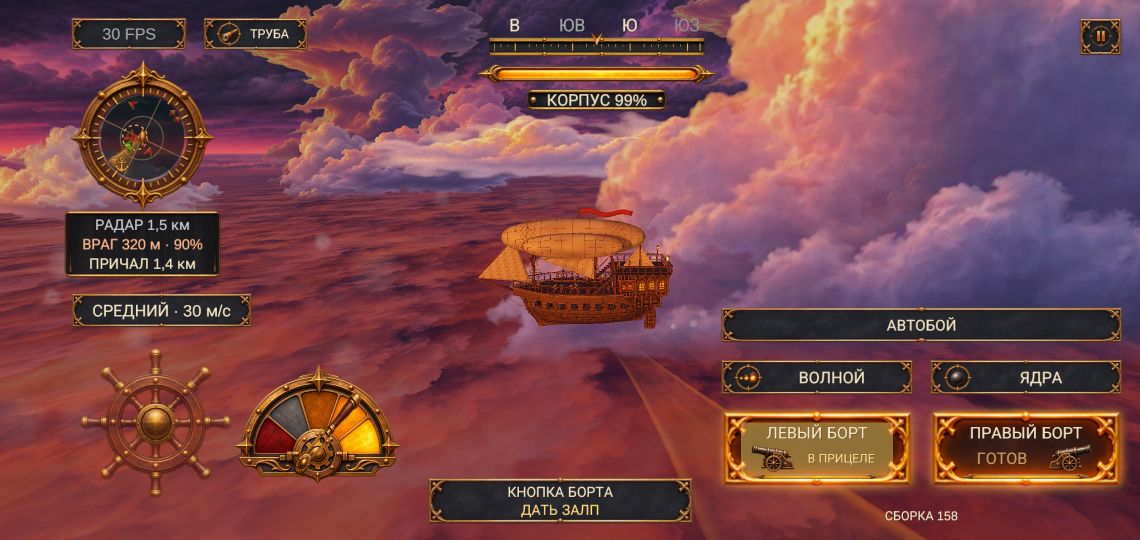 30 FPS
ТРУБА
В ЮВ Ю ЮЗ
КОРПУС 99%
РАДАР 1,5 км
ВРАГ 320 м · 90%
ПРИЧАЛ 1,4 км
СРЕДНИЙ · 30 м/с
АВТОБОЙ
ВОЛНОЙ
ЯДРА
ЛЕВЫЙ БОРТ
В ПРИЦЕЛЕ
ПРАВЫЙ БОРТ
ГОТОВ
КНОПКА БОРТА
ДАТЬ ЗАЛП
СБОРКА 158